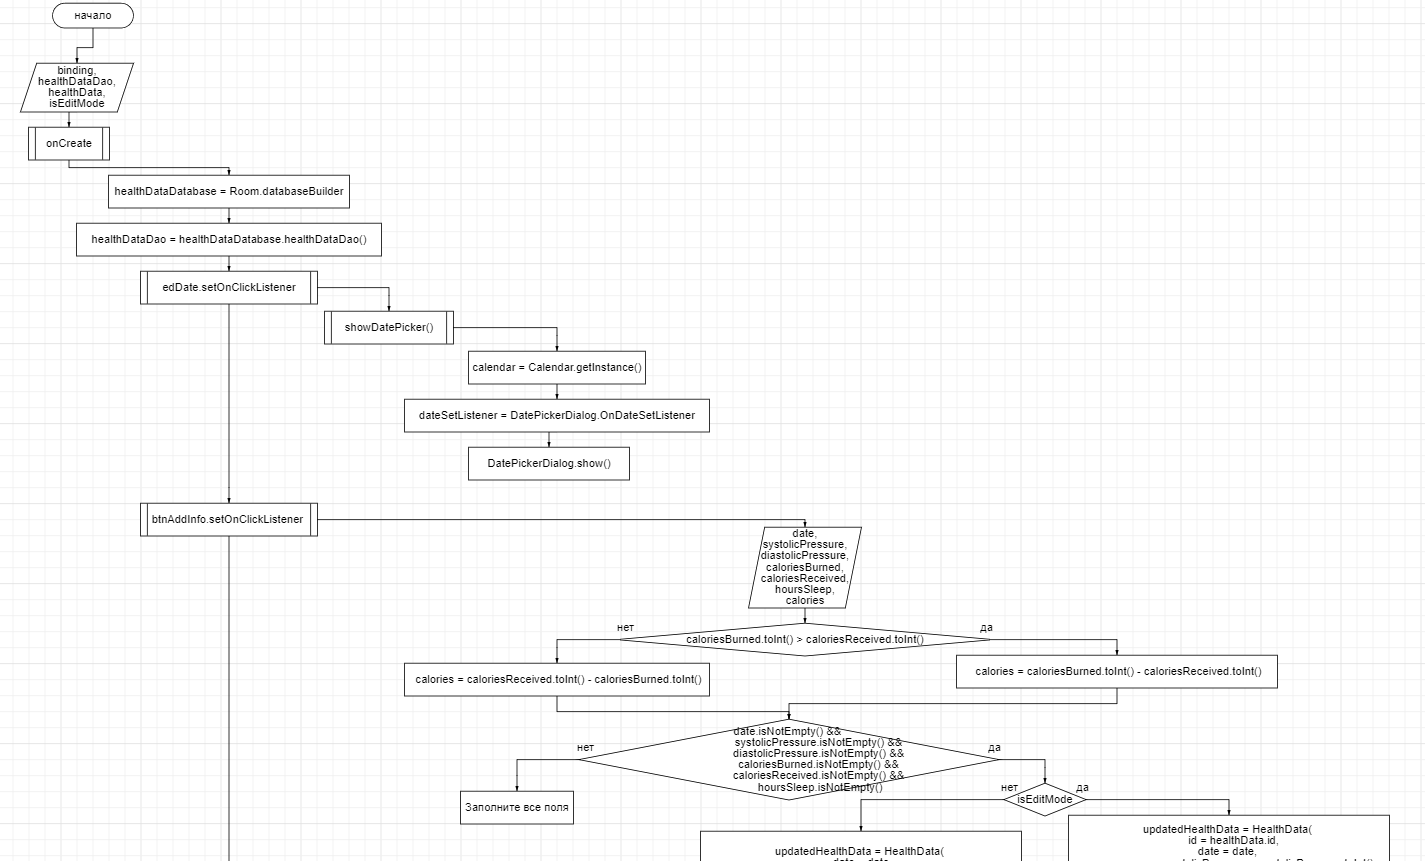 начало
binding,
healthDataDao,
healthData,
isEditMode
onCreate
healthDataDatabase = Room.databaseBuilder
healthDataDao = healthDataDatabase.healthDataDao()
edDate.setOnClickListener
showDatePicker()
calendar = Calendar.getInstance()
dateSetListener = DatePickerDialog.OnDateSetListener
DatePickerDialog.show()
btnAddInfo.setOnClickListener
date,
systolicPressure,
diastolicPressure,
caloriesBurned,
caloriesReceived,
hoursSleep,
calories
нет
caloriesBurned.toInt() > caloriesReceived.toInt()
да
calories = caloriesReceived.toInt() - caloriesBurned.toInt()
calories = caloriesBurned.toInt() - caloriesReceived.toInt()
нет
date.isNotEmpty() &&
systolicPressure.isNotEmpty() &&
diastolicPressure.isNotEmpty() &&
caloriesBurned.isNotEmpty() &&
caloriesReceived.isNotEmpty() &&
hoursSleep.isNotEmpty()
да
Заполните все поля
нет
isEditMode
да
updatedHealthData = HealthData(
date = date,
updatedHealthData = HealthData(
id = healthData.id,
date = date,